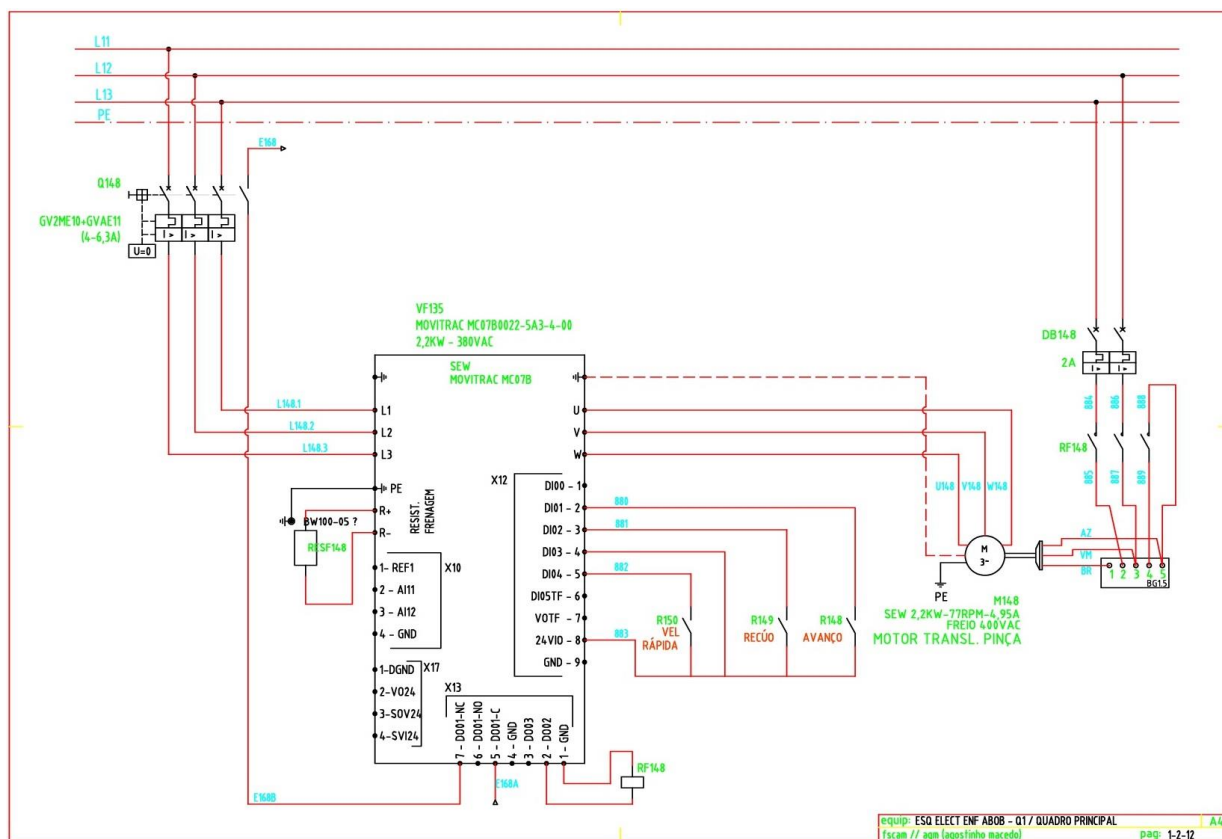 L11
L12
L13
PE
E168
Q148
GV2ME10+GVAE11
(4-6,3A)
I >
I >
I >
U=0
VF135
MOVITRAC MC07B0022-5A3-4-00
2,2KW - 380VAC
SEW
MOVITRAC MC07B
DB148
2A
I >
I >
884
886
888
RF148
885
887
889
L148.1
L148.2
L148.3
L1
L2
L3
PE
R+
R-
RESIST.
FRENAGEM
BW100-05 ?
RESF148
U
V
W
U148
V148
W148
X12
DI00 - 1
DI01 - 2
DI02 - 3
DI03 - 4
DI04 - 5
DI05TF - 6
VOTF - 7
24VIO - 8
GND - 9
880
881
882
883
X10
1- REF1
2 - AI11
3 - AI12
4 - GND
X17
1-DGND
2-VO24
3-SOV24
4-SVI24
X13
7 - DO01-NC
6 - DO01-NO
5 - DO01-C
4 - GND
3 - DO03
2 - DO02
1 - GND
R150
VEL
RÁPIDA
R149
RECÚO
R148
AVANÇO
M
3~
PE
AZ
VM
BR
1 2 3 4 5
BG1.5
M148
SEW 2,2KW-77RPM-4,95A
FREIO 400VAC
MOTOR TRANSL. PINÇA
RF148
E168A
E168B
equip: ESQ ELECT ENF ABOB - Q1 / QUADRO PRINCIPAL A4
fscam // agm (agostinho macedo) pag: 1-2-12